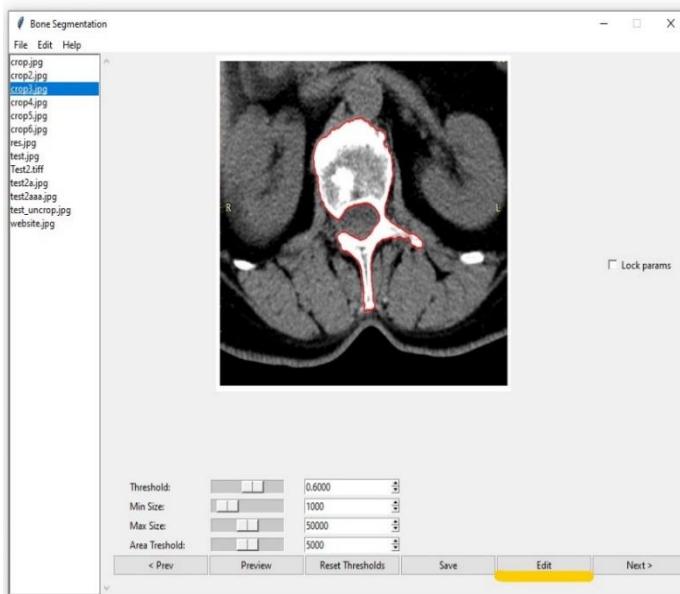 Bone Segmentation
File Edit Help
crop.jpg
crop2.jpg
crop3.jpg
crop4.jpg
crop5.jpg
crop6.jpg
res.jpg
test.jpg
Test2.tiff
test2a.jpg
test2aaa.jpg
test_uncrop.jpg
website.jpg
R L
Lock params
Threshold: 0.6000
Min Size: 1000
Max Size: 50000
Area Treshold: 5000
< Prev Preview Reset Thresholds Save Edit Next >